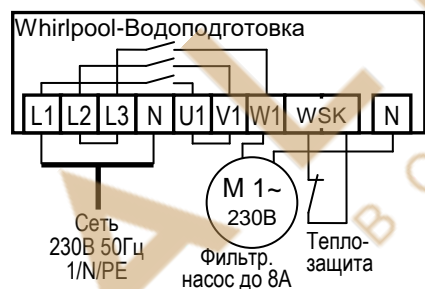 Whirlpool-Водоподготовка
L1 L2 L3 N U1 V1 W1 WSK N
M 1~
230В
Сеть
230В 50Гц
1/N/PE
Фильтр.
насос до 8А
Тепло-
защита